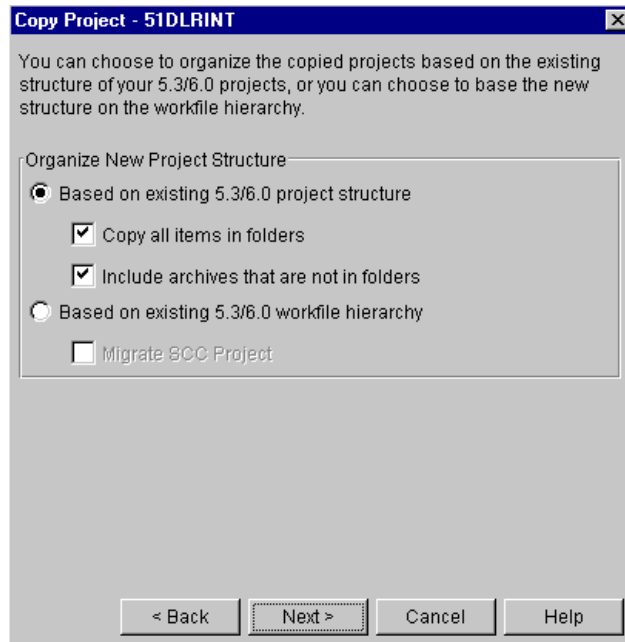 Copy Project - 51DLRINT
You can choose to organize the copied projects based on the existing
structure of your 5.3/6.0 projects, or you can choose to base the new
structure on the workfile hierarchy.
Organize New Project Structure
Based on existing 5.3/6.0 project structure
Copy all items in folders
Include archives that are not in folders
Based on existing 5.3/6.0 workfile hierarchy
Migrate SCC Project
< Back Next > Cancel Help